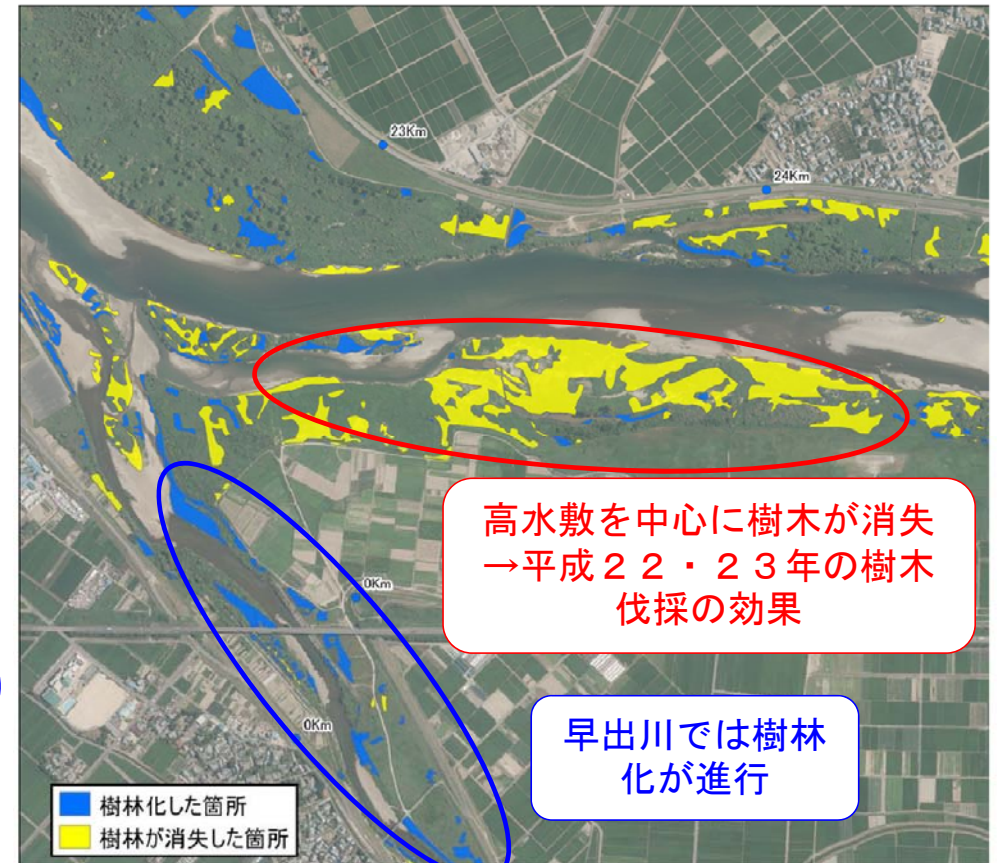 23Km
24Km
高水敷を中心に樹木が消失
→平成２２・２３年の樹木
伐採の効果
0Km
0Km
早出川では樹林
化が進行
樹林化した箇所
樹林が消失した箇所